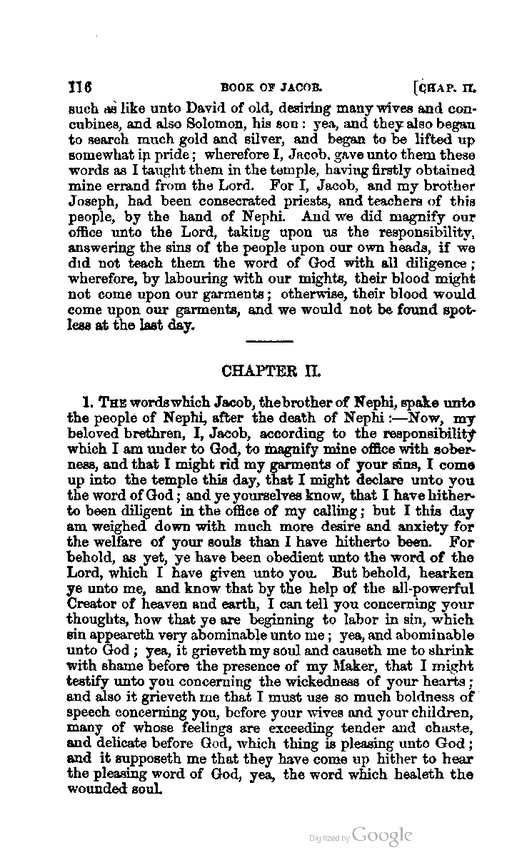 116 BOOK OF JACOB. [CHAP. II.
such as like unto David of old, desiring many wives and con-
cubines, and also Solomon, his son: yea, and they also began
to search much gold and silver, and began to be lifted up
somewhat in pride; wherefore I, Jacob, gave unto them these
words as I taught them in the temple, having firstly obtained
mine errand from the Lord. For I, Jacob, and my brother
Joseph, had been consecrated priests, and teachers of this
people, by the hand of Nephi. And we did magnify our
office unto the Lord, taking upon us the responsibility,
answering the sins of the people upon our own heads, if we
did not teach them the word of God with all diligence;
wherefore, by labouring with our mights, their blood might
not come upon our garments; otherwise, their blood would
come upon our garments, and we would not be found spot-
less at the last day.
CHAPTER II.
1. THE words which Jacob, the brother of Nephi, spake unto
the people of Nephi, after the death of Nephi:—Now, my
beloved brethren, I, Jacob, according to the responsibility
which I am under to God, to magnify mine office with sober-
ness, and that I might rid my garments of your sins, I come
up into the temple this day, that I might declare unto you
the word of God; and ye yourselves know, that I have hither-
to been diligent in the office of my calling; but I this day
am weighed down with much more desire and anxiety for
the welfare of your souls than I have hitherto been. For
behold, as yet, ye have been obedient unto the word of the
Lord, which I have given unto you. But behold, hearken
ye unto me, and know that by the help of the all-powerful
Creator of heaven and earth, I can tell you concerning your
thoughts, how that ye are beginning to labor in sin, which
sin appeareth very abominable unto me; yea, and abominable
unto God; yea, it grieveth my soul and causeth me to shrink
with shame before the presence of my Maker, that I might
testify unto you concerning the wickedness of your hearts;
and also it grieveth me that I must use so much boldness of
speech concerning you, before your wives and your children,
many of whose feelings are exceeding tender and chaste,
and delicate before God, which thing is pleasing unto God;
and it supposeth me that they have come up hither to hear
the pleasing word of God, yea, the word which healeth the
wounded soul.
Digitized by Google